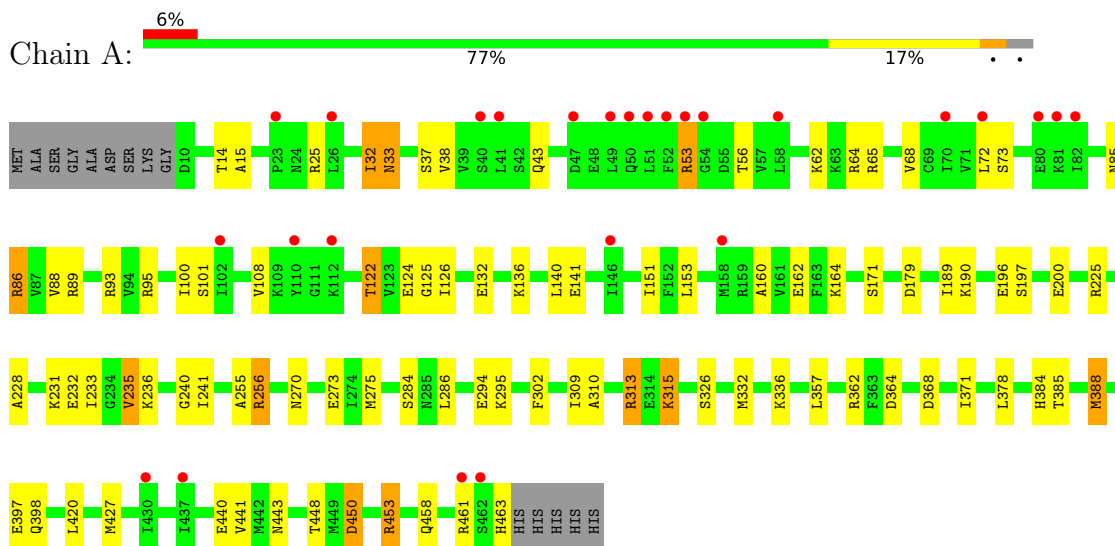 6%
Chain A:
77% 17% • •
MET ALA SER GLY ALA ASP SER LYS GLY D10 T14 A15 P23 N24 R25 L26 I32 N33 S37 V38 V39 S40 L41 S42 Q43 D47 E48 L49 Q50 L51 F52 R53 G54 D55 T56 V57 L58 K62 K63 R64 R65 V68 C69 I70 V71 L72 S73 E80 K81 I82 N85
R86 V87 V88 R89 R93 V94 R95 I100 S101 I102 V108 K109 Y110 G111 K112 T122 V123 E124 G125 I126 E132 K136 L140 E141 I146 I151 F152 L153 M158 R159 A160 V161 E162 F163 K164 S171 D179 I189 K190 E196 S197 E200 R225
A228 K231 E232 I233 G234 V235 K236 G240 I241 A255 R256 N270 E273 I274 M275 S284 N285 L286 E294 K295 F302 I309 A310 R313 E314 K315 S326 M332 K336 L357 R362 F363 D364 D368 I371 L378 H384 T385 M388
E397 Q398 L420 M427 I430 I437 E440 V441 M442 N443 T448 M449 D450 R453 Q458 R461 S462 H463 HIS HIS HIS HIS HIS